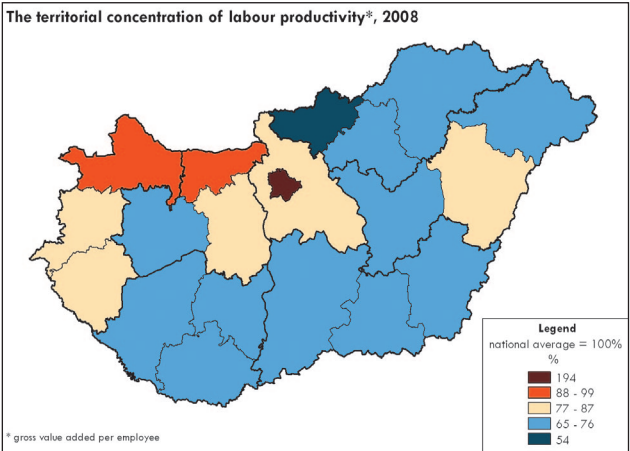 The territorial concentration of labour productivity*, 2008
Legend
national average = 100%
%
194
88 - 99
77 - 87
65 - 76
54
* gross value added per employee